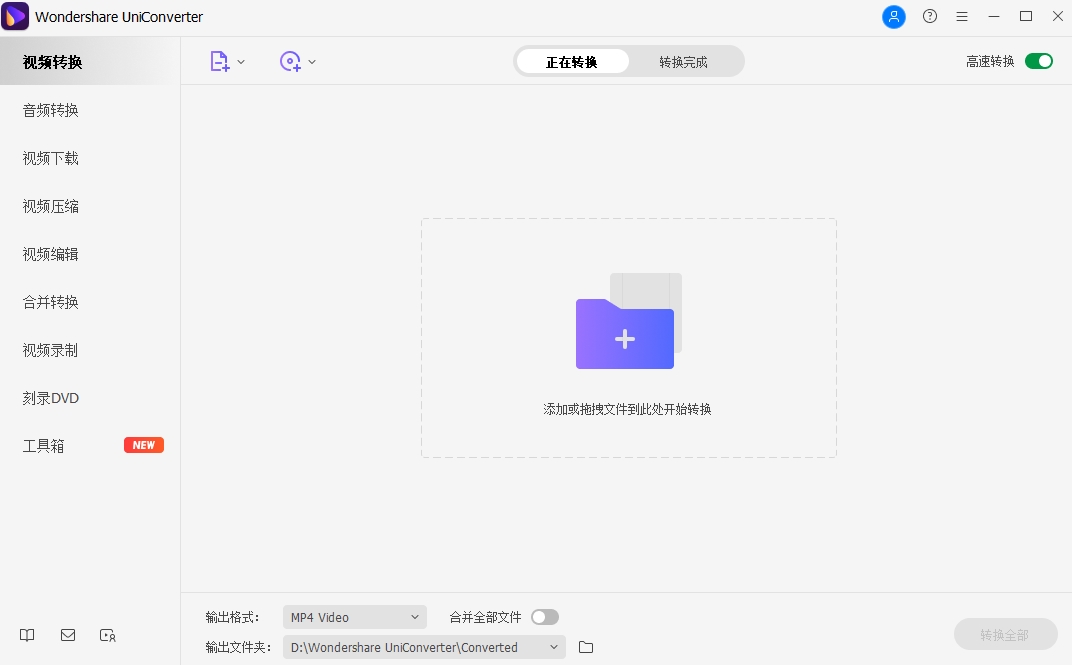 Wondershare UniConverter
视频转换
音频转换
视频下载
视频压缩
视频编辑
合并转换
视频录制
刻录DVD
工具箱 NEW
正在转换 转换完成
高速转换
添加或拖拽文件到此处开始转换
输出格式: MP4 Video 合并全部文件
输出文件夹: D:\Wondershare UniConverter\Converted
转换全部